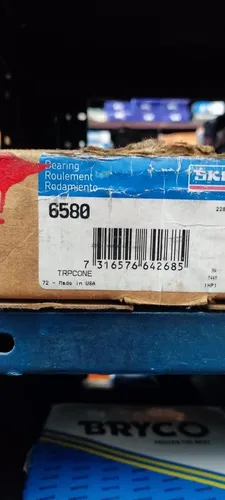 Bearing
Roulement
Rodamiento
SKF
6580
7 316576 642685
TRPCONE
72 - Made in USA
BRYCO